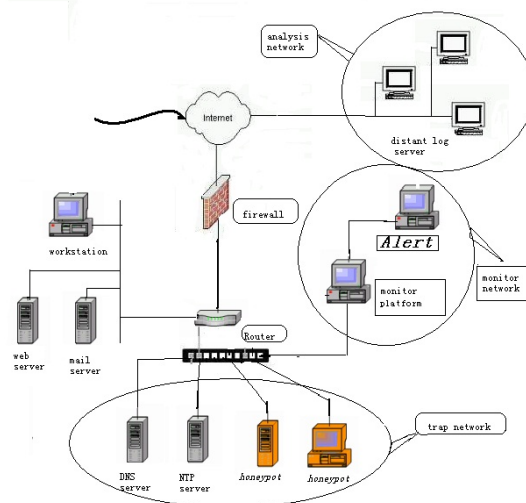 analysis
network
Internet
distant log
server
firewall
workstation
Alert
monitor
platform
monitor
network
Router
web
server
mail
server
trap network
DNS
server
NTP
server
honeypot
honeypot